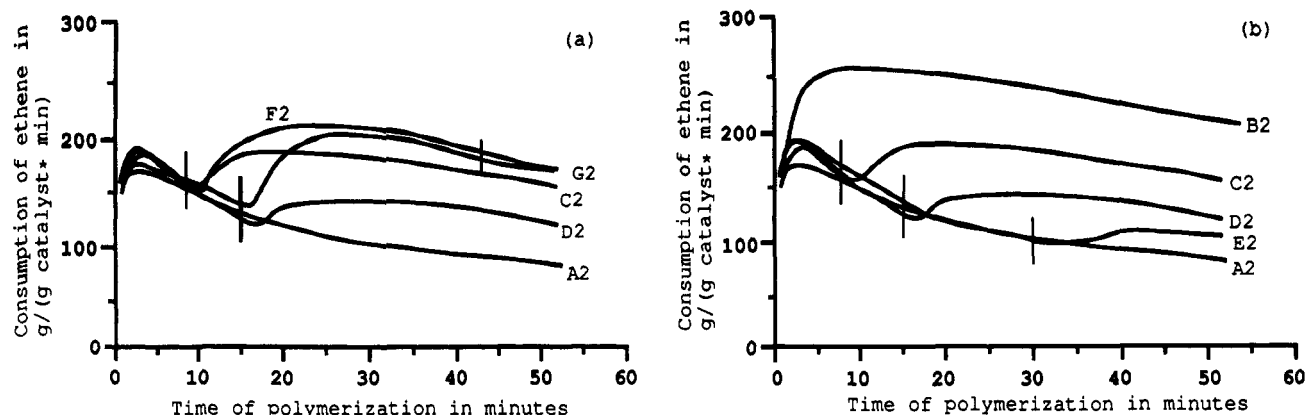 Consumption of ethene in
g/(g catalyst* min)
300
200
100
0
(a)
F2
G2
C2
D2
A2
0 10 20 30 40 50 60
Time of polymerization in minutes
Consumption of ethene in
g/(g catalyst* min)
300
200
100
0
(b)
B2
C2
D2
E2
A2
0 10 20 30 40 50 60
Time of polymerization in minutes